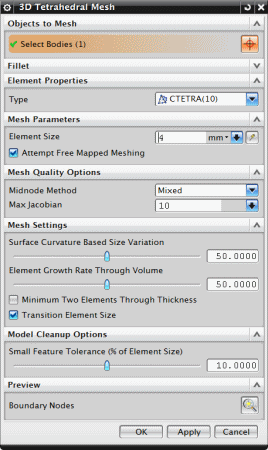 3D Tetrahedral Mesh
Objects to Mesh
Select Bodies (1)
Fillet
Element Properties
Type CTETRA(10)
Mesh Parameters
Element Size 4 mm
Attempt Free Mapped Meshing
Mesh Quality Options
Midnode Method Mixed
Max Jacobian 10
Mesh Settings
Surface Curvature Based Size Variation
50.0000
Element Growth Rate Through Volume
50.0000
Minimum Two Elements Through Thickness
Transition Element Size
Model Cleanup Options
Small Feature Tolerance (% of Element Size)
10.0000
Preview
Boundary Nodes
OK Apply Cancel